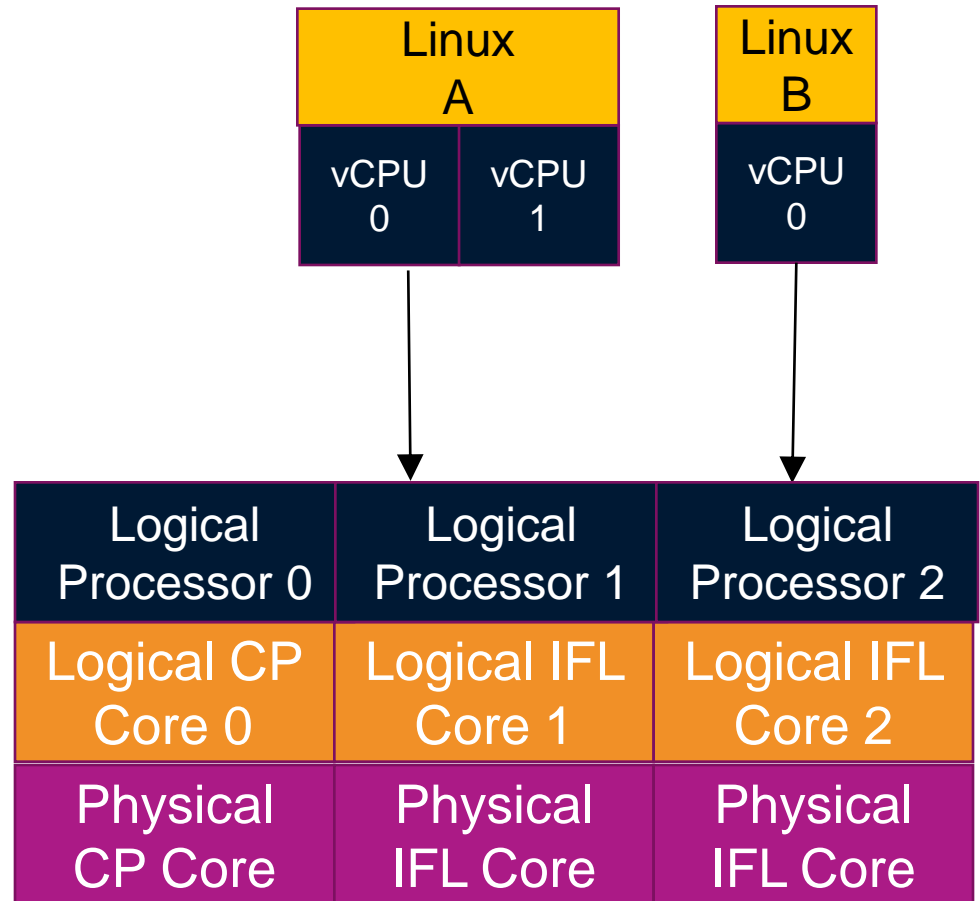 Linux
A
Linux
B
vCPU
0
vCPU
1
vCPU
0
Logical
Processor 0
Logical
Processor 1
Logical
Processor 2
Logical CP
Core 0
Logical IFL
Core 1
Logical IFL
Core 2
Physical
CP Core
Physical
IFL Core
Physical
IFL Core